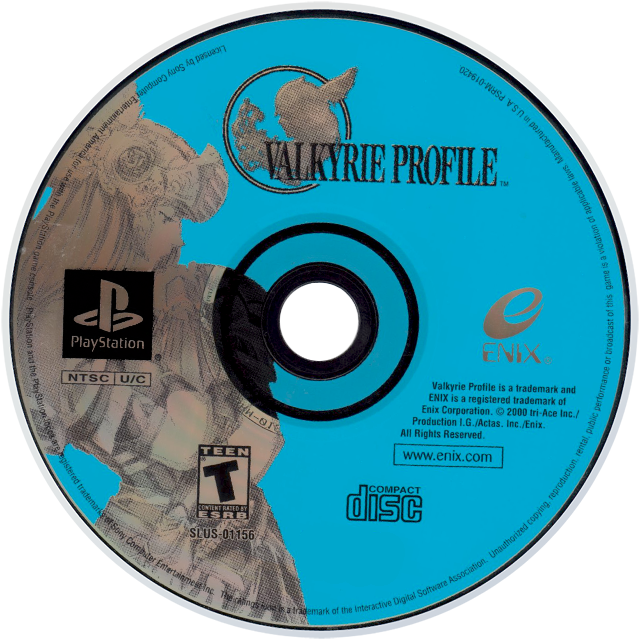 VALKYRIE PROFILE™
PlayStation®
NTSC U/C
ENIX®
Valkyrie Profile is a trademark and
ENIX is a registered trademark of
Enix Corporation. © 2000 tri-Ace Inc./
Production I.G./Actas. Inc./Enix.
All Rights Reserved.
www.enix.com
TEEN
T
CONTENT RATED BY
ESRB
SLUS-01156
COMPACT
disc
Licensed by Sony Computer Entertainment America for use with the PlayStation game console. PlayStation and the PlayStation logos are registered trademarks of Sony Computer Entertainment Inc. The ratings icon is a trademark of the Interactive Digital Software Association. Unauthorized copying, reproduction, rental, public performance or broadcast of this game is a violation of applicable laws. Manufactured in U.S.A. PSRM-019420